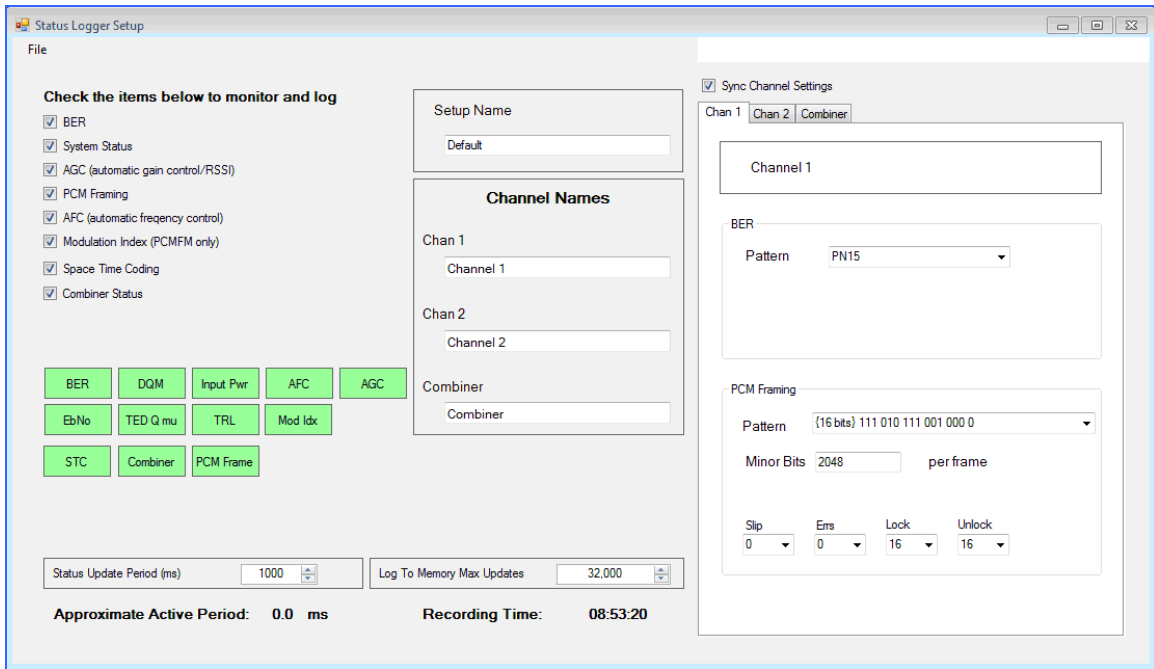 Status Logger Setup
File
Check the items below to monitor and log
BER
System Status
AGC (automatic gain control/RSSI)
PCM Framing
AFC (automatic freqency control)
Modulation Index (PCMFM only)
Space Time Coding
Combiner Status
BER DQM Input Pwr AFC AGC
EbNo TED Q mu TRL Mod Idx
STC Combiner PCM Frame
Setup Name
Default
Channel Names
Chan 1
Channel 1
Chan 2
Channel 2
Combiner
Combiner
Status Update Period (ms) 1000
Log To Memory Max Updates 32,000
Approximate Active Period: 0.0 ms
Recording Time: 08:53:20
Sync Channel Settings
Chan 1 Chan 2 Combiner
Channel 1
BER
Pattern PN15
PCM Framing
Pattern {16 bits} 111 010 111 001 000 0
Minor Bits 2048 per frame
Slip Errs Lock Unlock
0 0 16 16